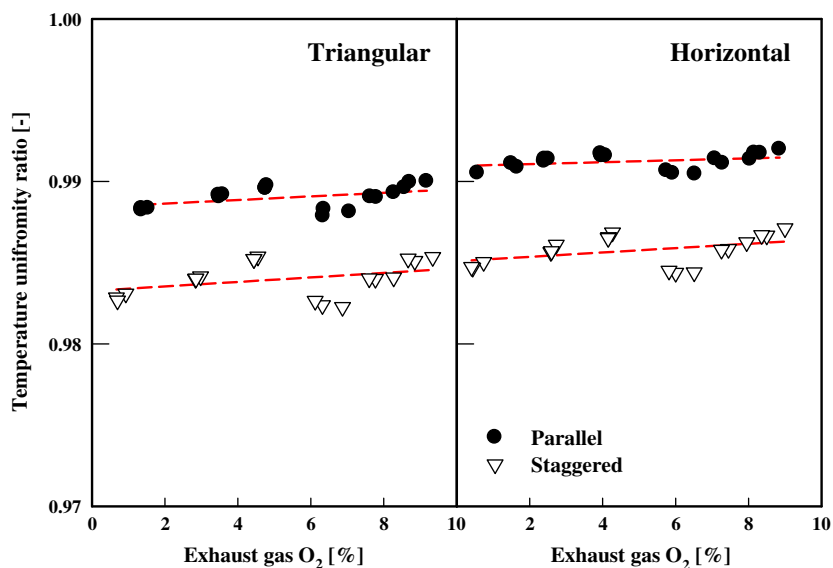 1.00
Triangular
Horizontal
0.99
0.98
0.97
Temperature unifromity ratio [-]
Parallel
Staggered
0 2 4 6 8 10 2 4 6 8 10
Exhaust gas O₂ [%] Exhaust gas O₂ [%]